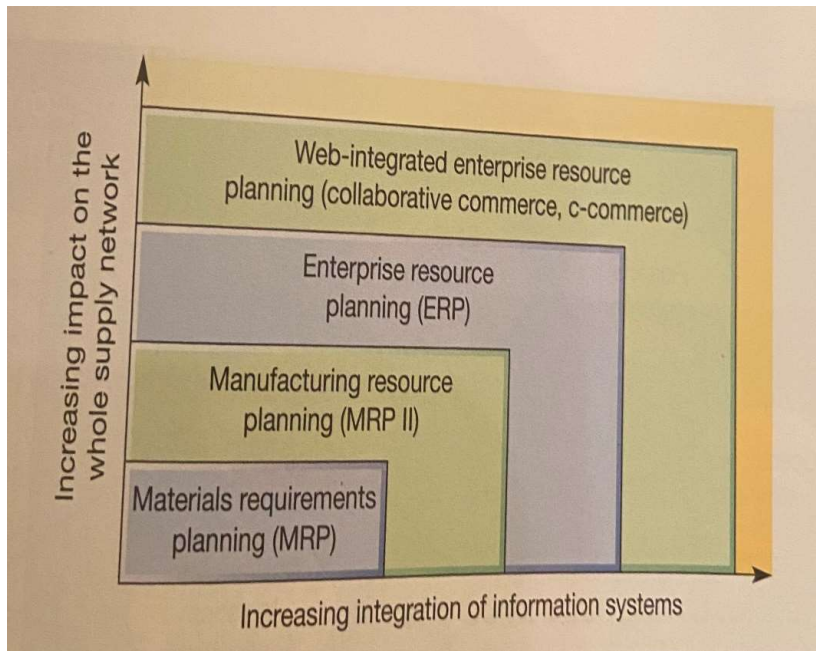 Increasing impact on the
whole supply network
Web-integrated enterprise resource
planning (collaborative commerce, c-commerce)
Enterprise resource
planning (ERP)
Manufacturing resource
planning (MRP II)
Materials requirements
planning (MRP)
Increasing integration of information systems